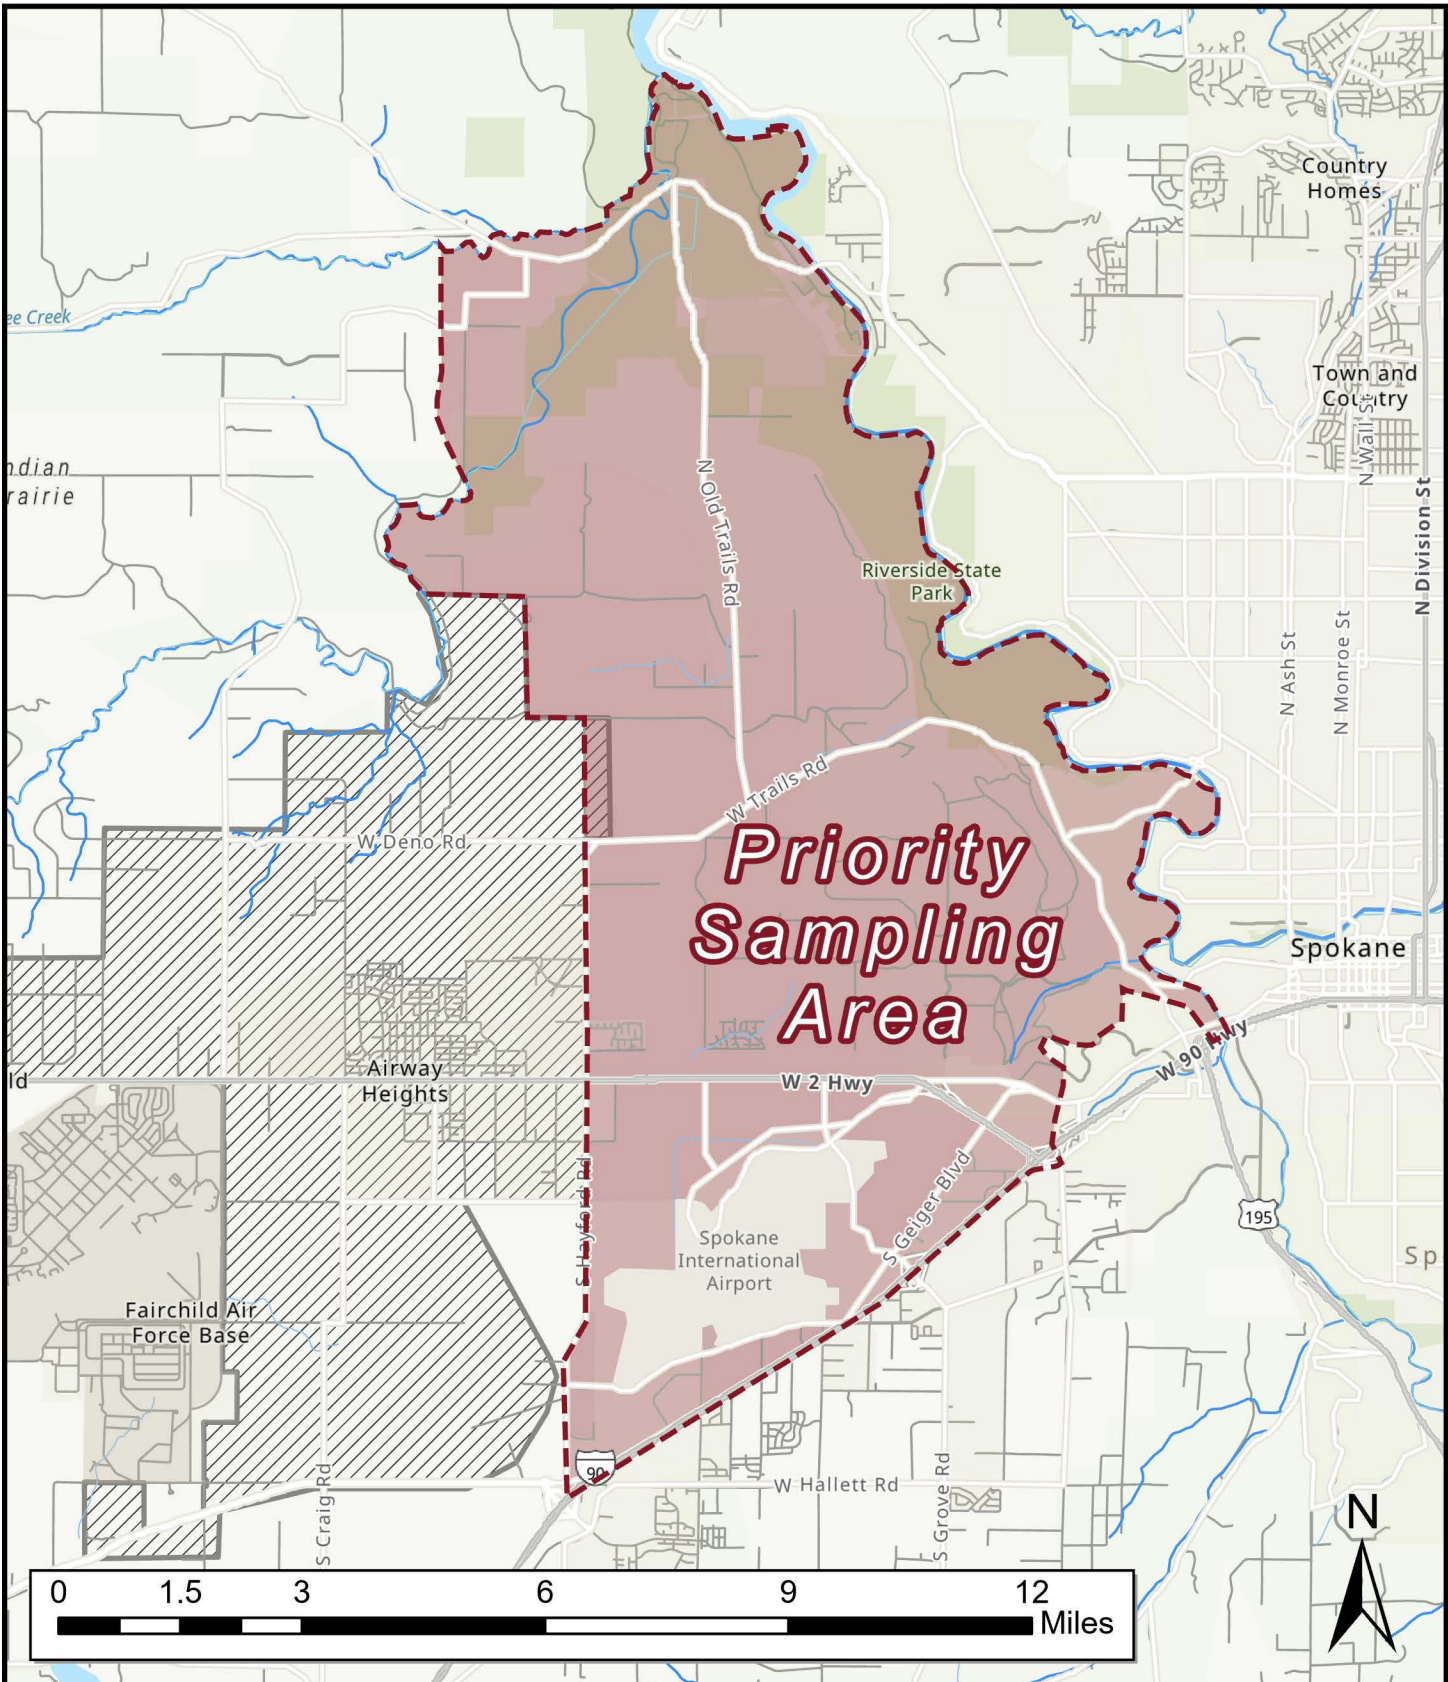 Country
Homes
ee Creek
Town and
Country
N Wall St
ndian
rairie
N Division St
N Old Trails Rd
Riverside State
Park
N Ash St
N Monroe St
W Trails Rd
W Deno Rd
Priority
Sampling
Area
Spokane
W 90 Hwy
Airway
Heights
ld
W 2 Hwy
S Hayford Rd
S Geiger Blvd
195
Spokane
International
Airport
Sp
Fairchild Air
Force Base
90
W Hallett Rd
S Craig Rd
S Grove Rd
N
0 1.5 3 6 9 12
Miles